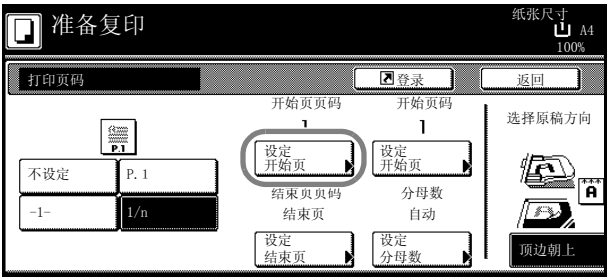 准备复印
纸张尺寸
A4
100%
打印页码
登录
返回
开始页页码
开始页码
1
1
选择原稿方向
P.1
设定
开始页
设定
开始页
不设定
P. 1
结束页页码
分母数
结束页
自动
-1-
1/n
A
设定
结束页
设定
分母数
顶边朝上